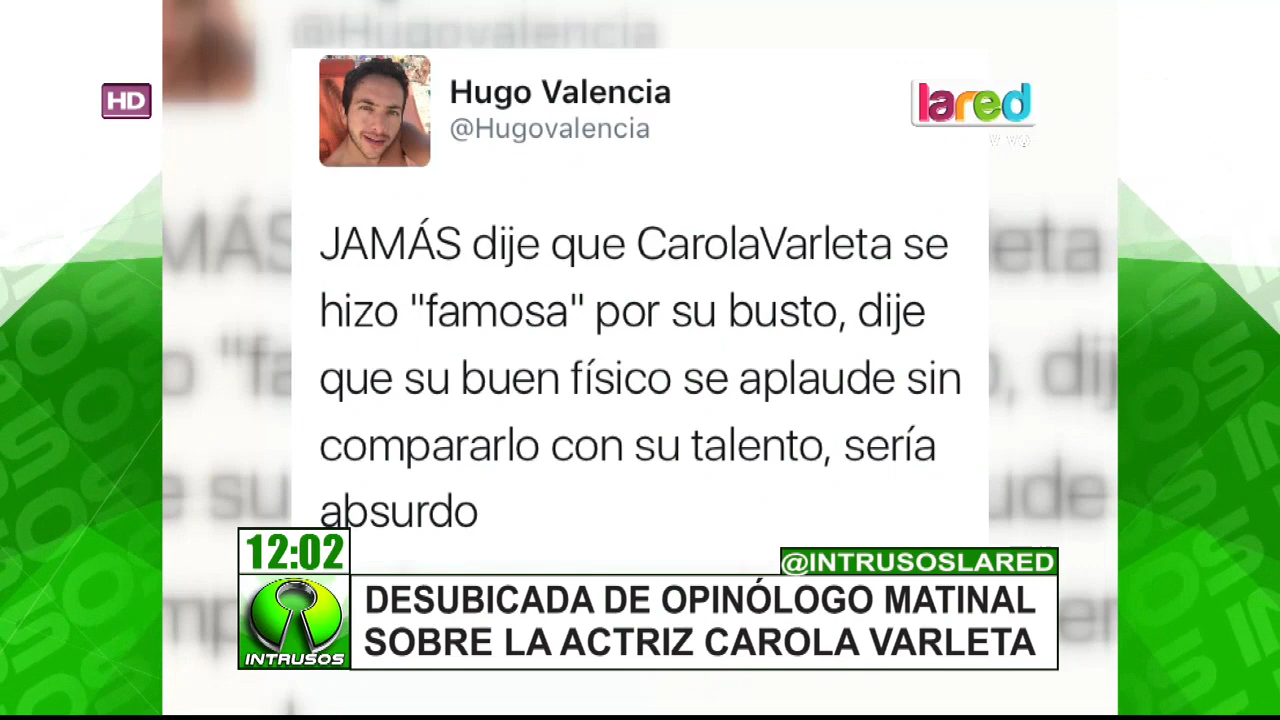 @Hugovalencia
HD
Hugo Valencia
@Hugovalencia
lared
JAMÁS dije que CarolaVarleta se
hizo "famosa" por su busto, dije
que su buen físico se aplaude sin
compararlo con su talento, sería
absurdo
12:02
@INTRUSOSLARED
DESUBICADA DE OPINÓLOGO MATINAL
SOBRE LA ACTRIZ CAROLA VARLETA
INTRUSOS